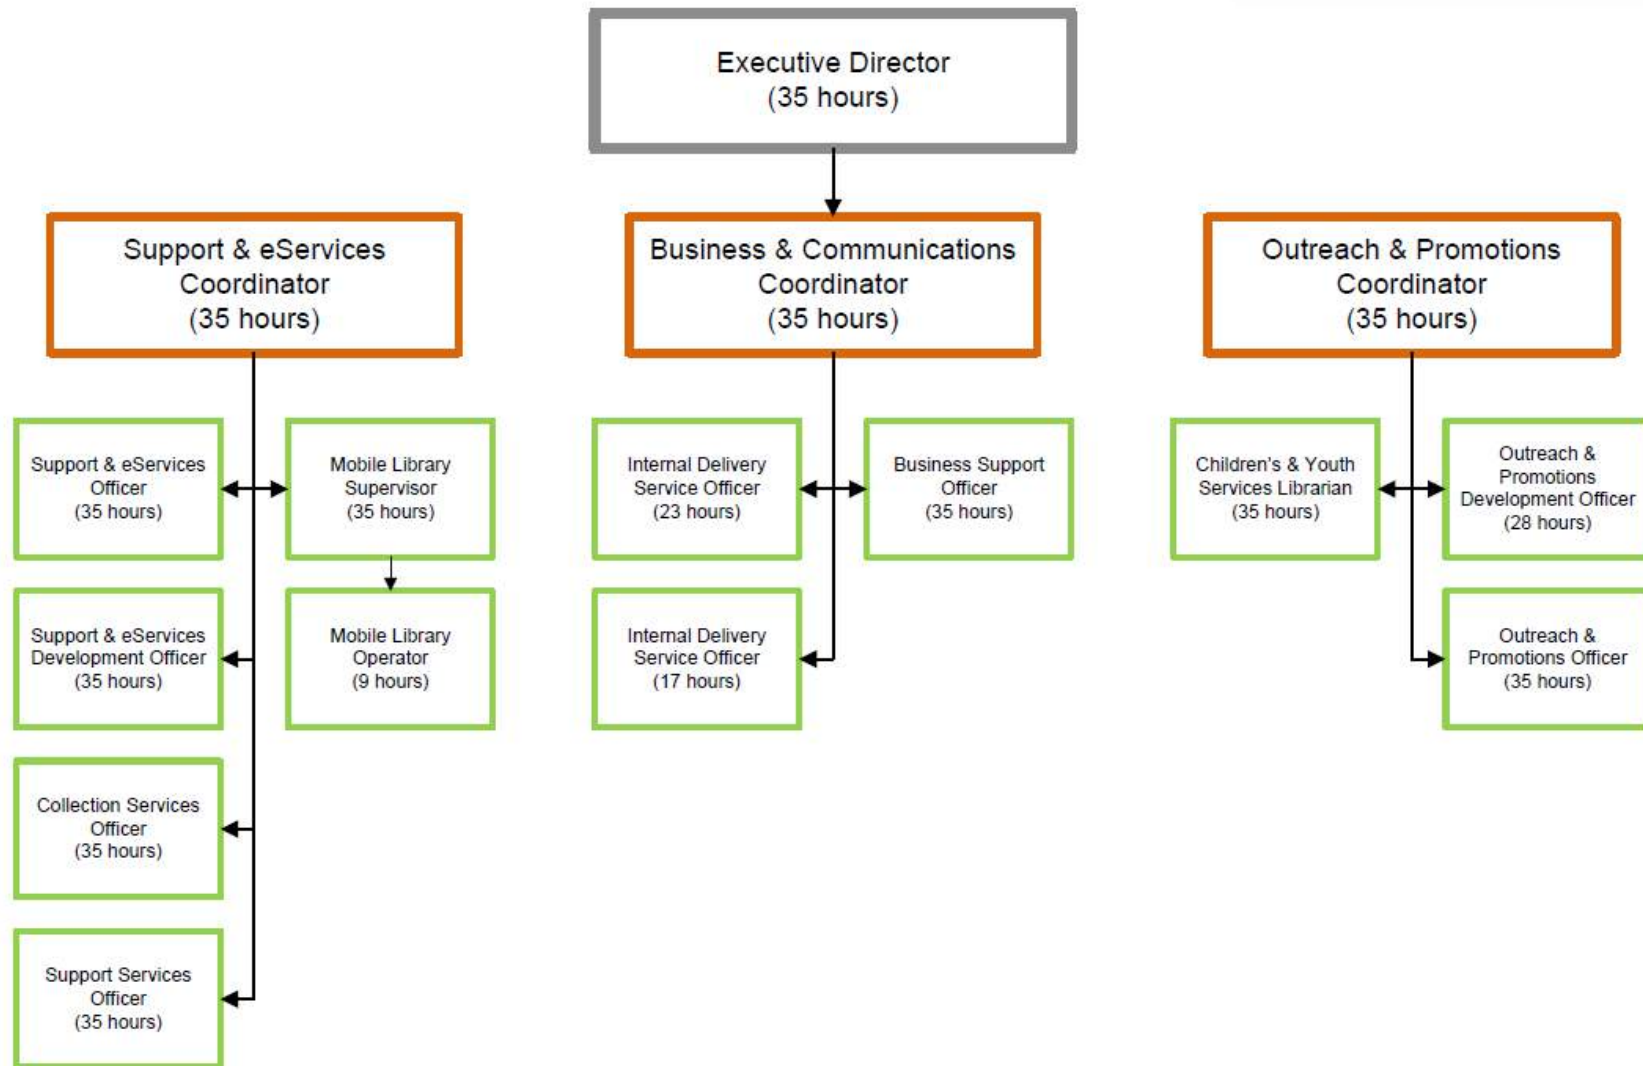 Executive Director
(35 hours)
Support & eServices
Coordinator
(35 hours)
Business & Communications
Coordinator
(35 hours)
Outreach & Promotions
Coordinator
(35 hours)
Support & eServices
Officer
(35 hours)
Mobile Library
Supervisor
(35 hours)
Internal Delivery
Service Officer
(23 hours)
Business Support
Officer
(35 hours)
Children's & Youth
Services Librarian
(35 hours)
Outreach &
Promotions
Development Officer
(28 hours)
Support & eServices
Development Officer
(35 hours)
Mobile Library
Operator
(9 hours)
Internal Delivery
Service Officer
(17 hours)
Outreach &
Promotions Officer
(35 hours)
Collection Services
Officer
(35 hours)
Support Services
Officer
(35 hours)